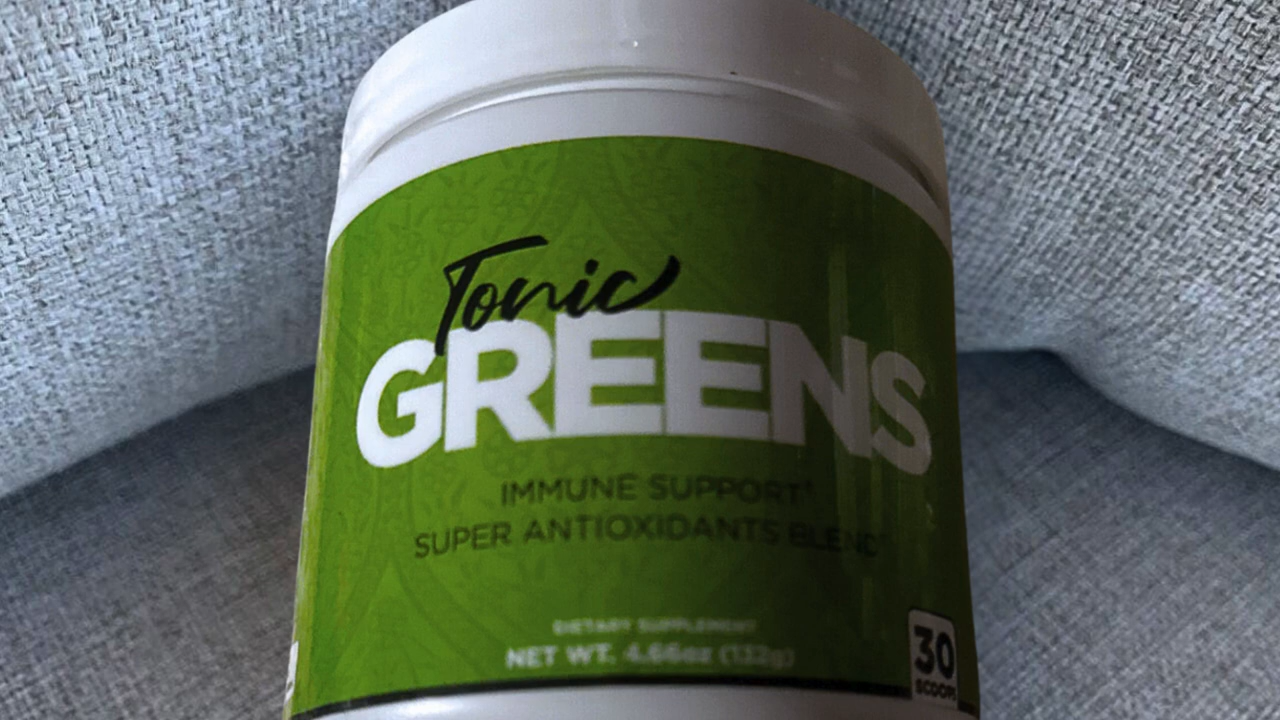 Tonic
GREENS
IMMUNE SUPPORT†
SUPER ANTIOXIDANTS BLEND†
DIETARY SUPPLEMENT
NET WT. 4.66oz (132g)
30
SCOOPS